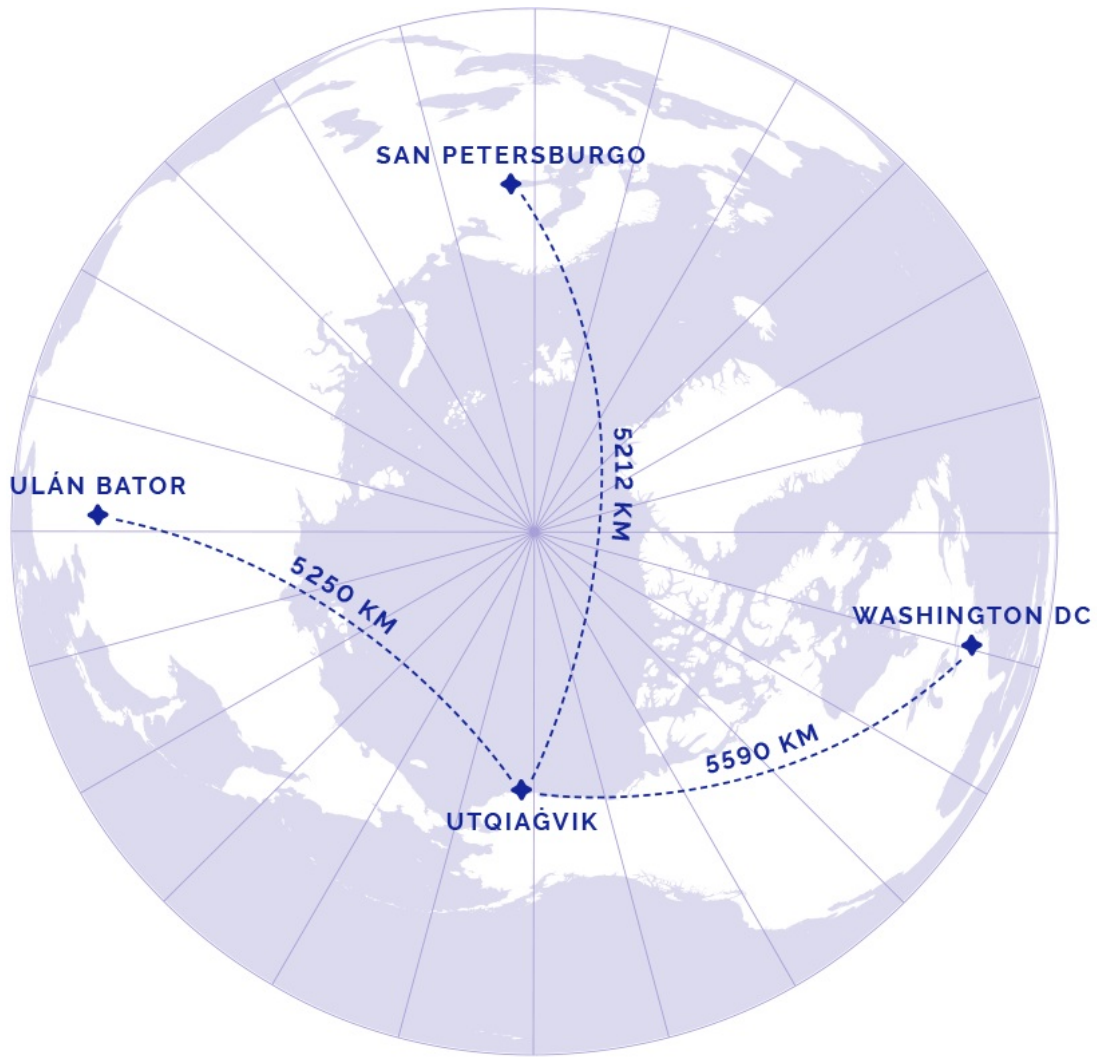 SAN PETERSBURGO
5212 KM
ULÁN BATOR
5250 KM
WASHINGTON DC
5590 KM
UTQIAĠVIK